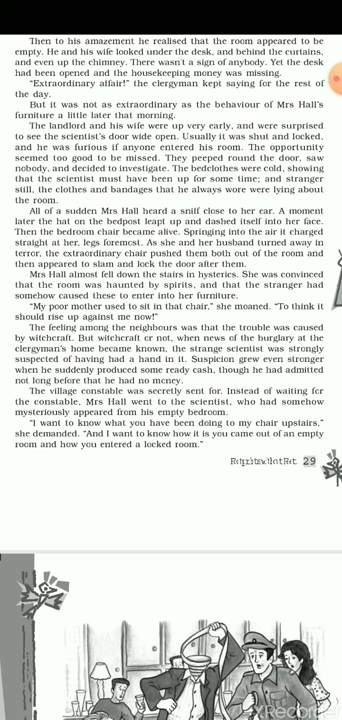 Then to his amazement he realised that the room appeared to be
empty. He and his wife looked under the desk, and behind the curtains,
and even up the chimney. There wasn't a sign of anybody. Yet the desk
had been opened and the housekeeping money was missing.
"Extraordinary affair!" the clergyman kept saying for the rest of
the day.
But it was not as extraordinary as the behaviour of Mrs Hall's
furniture a little later that morning.
The landlord and his wife were up very early, and were surprised
to see the scientist's door wide open. Usually it was shut and locked,
and he was furious if anyone entered his room. The opportunity
seemed too good to be missed. They peeped round the door, saw
nobody, and decided to investigate. The bedclothes were cold, showing
that the scientist must have been up for some time; and stranger
still, the clothes and bandages that he always wore were lying about
the room.
All of a sudden Mrs Hall heard a sniff close to her ear. A moment
later the hat on the bedpost leapt up and dashed itself into her face.
Then the bedroom chair became alive. Springing into the air it charged
straight at her, legs foremost. As she and her husband turned away in
terror, the extraordinary chair pushed them both out of the room and
then appeared to slam and lock the door after them.
Mrs Hall almost fell down the stairs in hysterics. She was convinced
that the room was haunted by spirits, and that the stranger had
somehow caused these to enter into her furniture.
"My poor mother used to sit in that chair," she moaned. "To think it
should rise up against me now!"
The feeling among the neighbours was that the trouble was caused
by witchcraft. But witchcraft or not, when news of the burglary at the
clergyman's home became known, the strange scientist was strongly
suspected of having had a hand in it. Suspicion grew even stronger
when he suddenly produced some ready cash, though he had admitted
not long before that he had no money.
The village constable was secretly sent for. Instead of waiting for
the constable, Mrs Hall went to the scientist, who had somehow
mysteriously appeared from his empty bedroom.
"I want to know what you have been doing to my chair upstairs,"
she demanded. "And I want to know how it is you came out of an empty
room and how you entered a locked room."
29
XRecorder